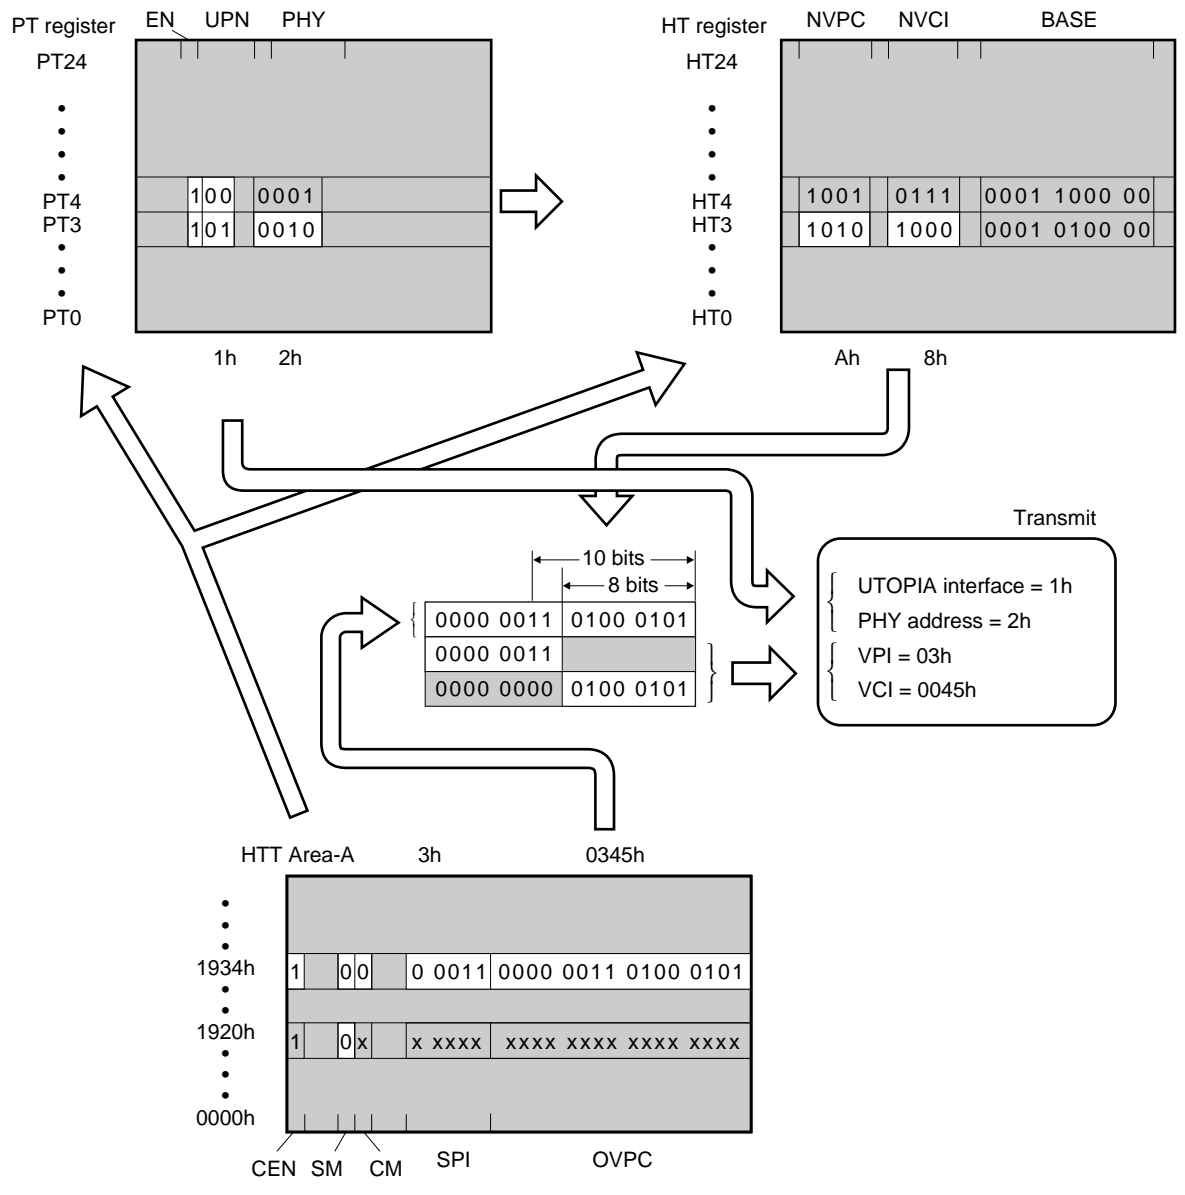 PT register EN UPN PHY
PT24
PT4 1 00 0001
PT3 1 01 0010
PT0
1h 2h
HT register NVPC NVCI BASE
HT24
HT4 1001 0111 0001 1000 00
HT3 1010 1000 0001 0100 00
HT0
Ah 8h
10 bits
8 bits
0000 0011 0100 0101
0000 0011
0000 0000 0100 0101
Transmit
UTOPIA interface = 1h
PHY address = 2h
VPI = 03h
VCI = 0045h
HTT Area-A 3h 0345h
1934h 1 0 0 0 0011 0000 0011 0100 0101
1920h 1 0 x x xxxx xxxx xxxx xxxx xxxx
0000h
CEN SM CM SPI OVPC